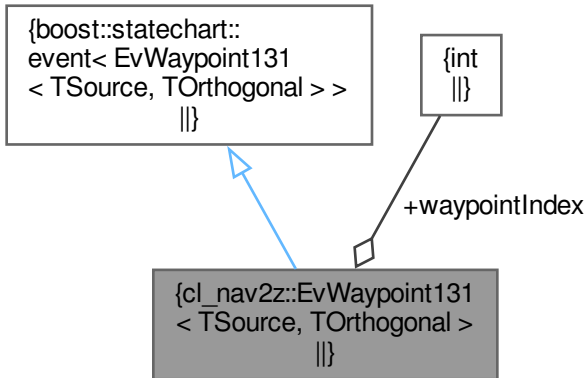 {boost::statechart::
event< EvWaypoint131
< TSource, TOrthogonal > >
||}
{int
||}
+waypointIndex
{cl_nav2z::EvWaypoint131
< TSource, TOrthogonal >
||}